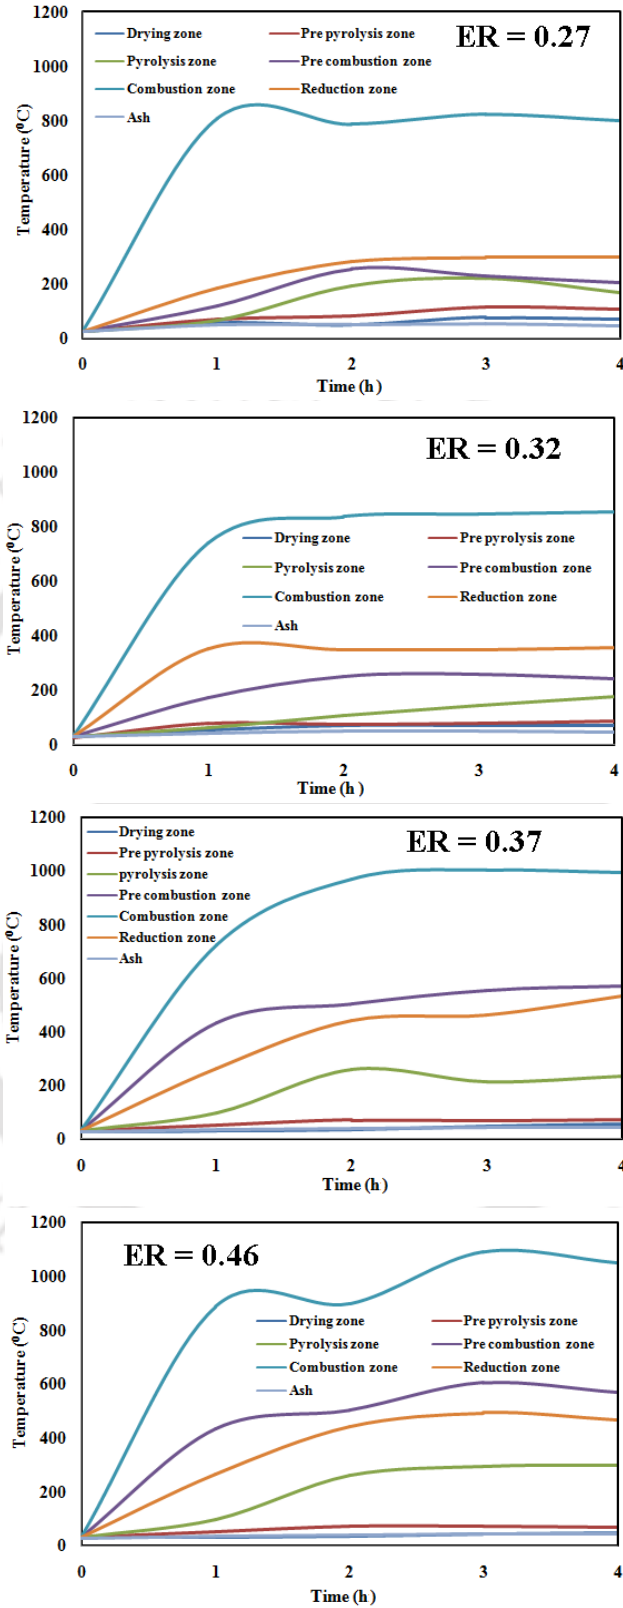 1200
ER = 0.27
Drying zone
Pre pyrolysis zone
Pyrolysis zone
Pre combustion zone
Combustion zone
Reduction zone
Ash
1000
800
600
400
200
0
Temperature (⁰C)
0 1 2 3 4
Time (h )
1200
ER = 0.32
1000
800
600
400
200
0
Drying zone
Pre pyrolysis zone
Pyrolysis zone
Pre combustion zone
Combustion zone
Reduction zone
Ash
Temperature (⁰C)
0 1 2 3 4
Time (h )
1200
ER = 0.37
Drying zone
Pre pyrolysis zone
pyrolysis zone
Pre combustion zone
Combustion zone
Reduction zone
Ash
1000
800
600
400
200
0
Temperature (⁰C)
0 1 2 3 4
Time (h )
1200
ER = 0.46
1000
800
600
400
200
0
Drying zone
Pre pyrolysis zone
Pyrolysis zone
Pre combustion zone
Combustion zone
Reduction zone
Ash
Temperature (⁰C)
0 1 2 3 4
Time (h )